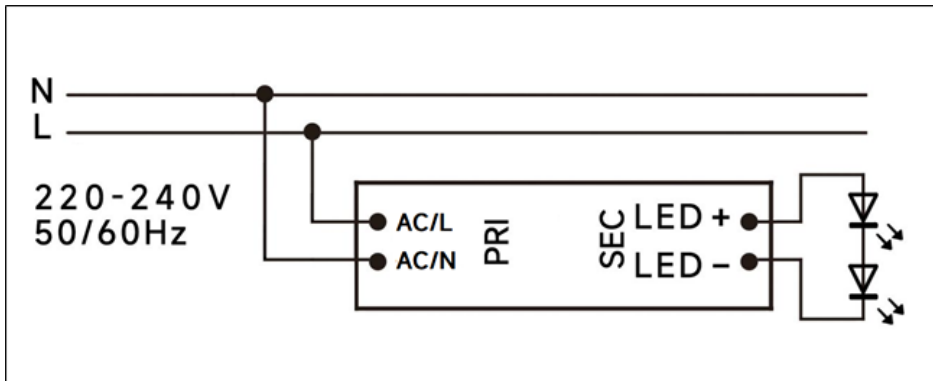 N
L
220-240V
50/60Hz
AC/L
AC/N
PRI
SEC
LED +
LED -